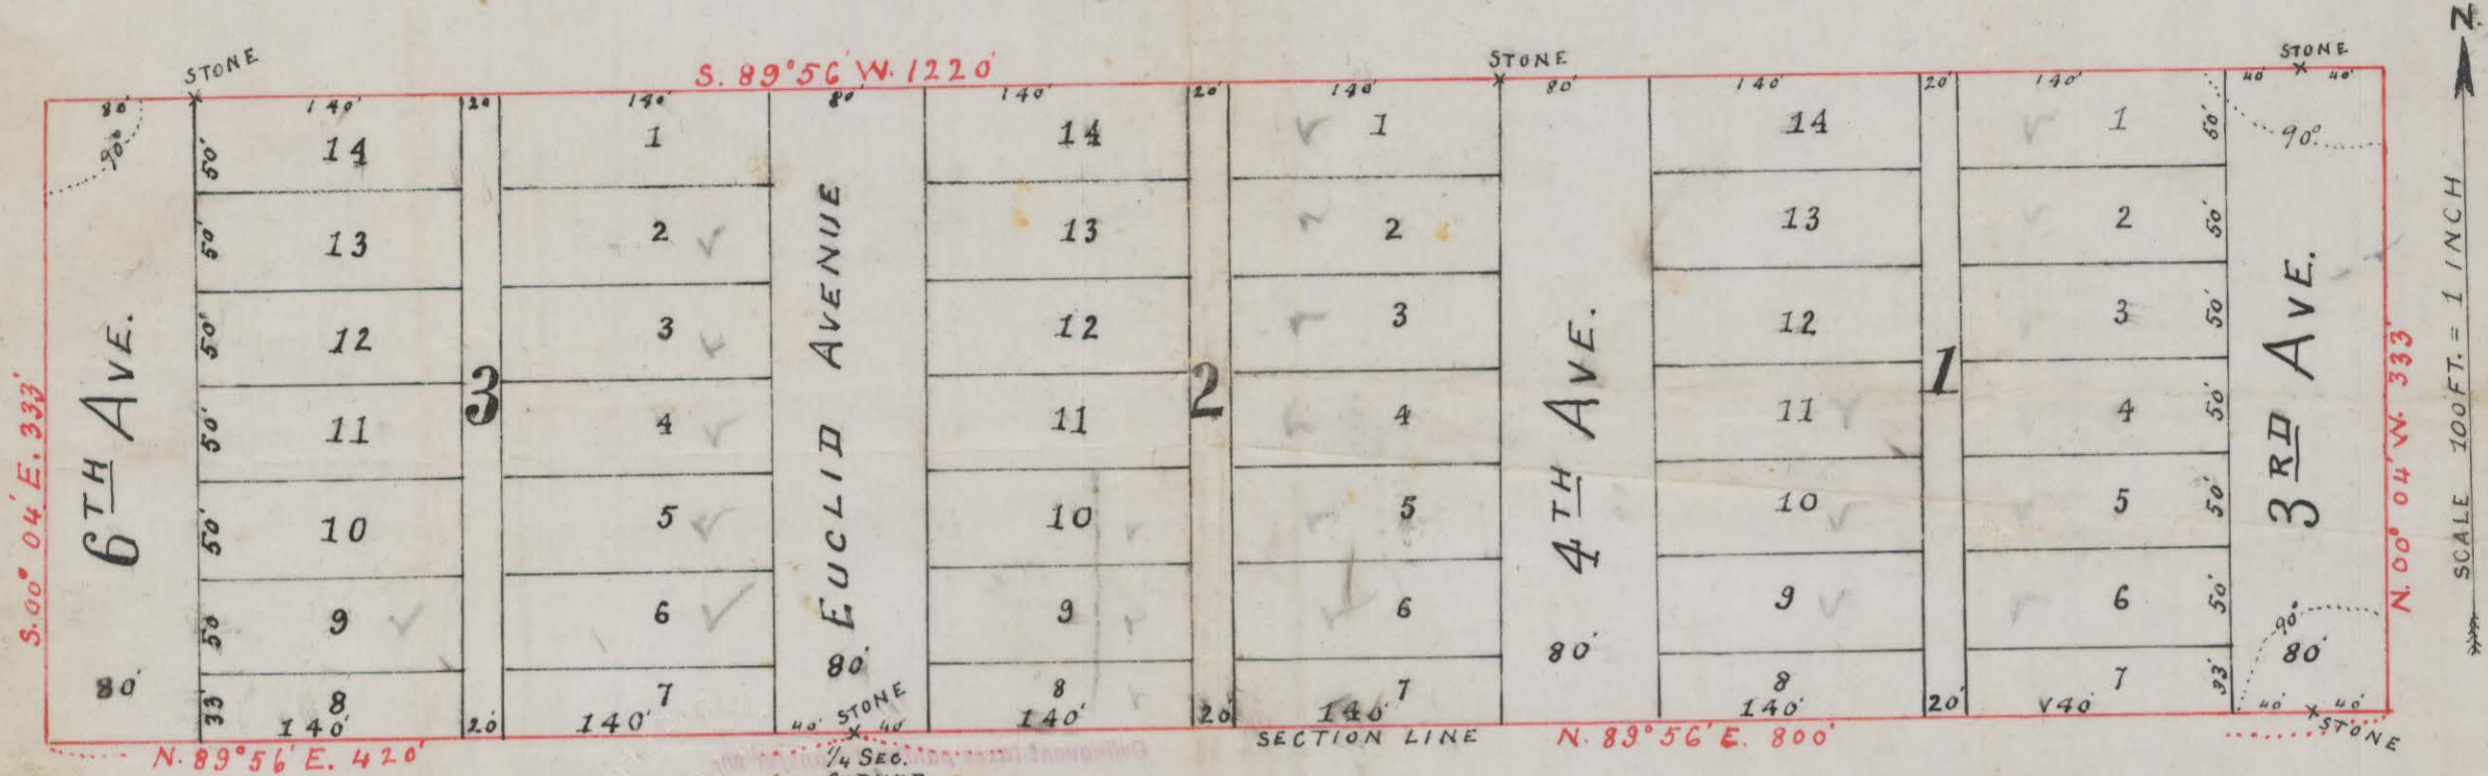 STONE
S. 89°56' W. 1220'
STONE
STONE
N.
80' 140' 20 140' 80' 140' 20' 140' 80' 140' 20' 140' 40' 40'
90°
90°
50' 14 1 14 1 14 1 50'
50' 13 2 13 2 13 2 50'
50' 12 3 12 3 12 3 50'
3 2 1
50' 11 4 11 4 11 4 50'
50' 10 5 10 5 10 5 50'
50' 9 6 9 6 9 6 50'
33' 8 7 8 7 8 7 33'
6TH AVE.
EUCLID AVENUE
4TH AVE.
3RD AVE.
S. 00° 04' E. 333'
N. 00° 04' W. 333'
SCALE 100 FT. = 1 INCH
90°
80' 80' 80' 80'
STONE
140' 20' 140' 40' 40' 140' 20' 140' 140' 20' 140' 40' 40'
STONE
N. 89°56' E. 420'
SECTION LINE
N. 89°56' E. 800'
1/4 SEC.